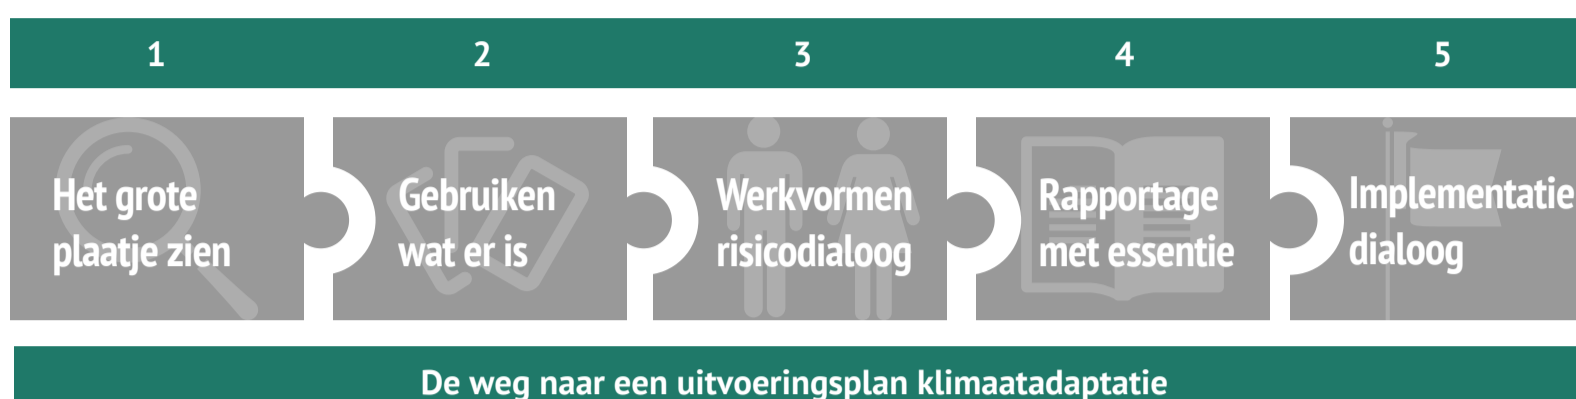 1 2 3 4 5
Het grote
plaatje zien
Gebruiken
wat er is
Werkvormen
risicodialoog
Rapportage
met essentie
Implementatie
dialoog
De weg naar een uitvoeringsplan klimaatadaptatie